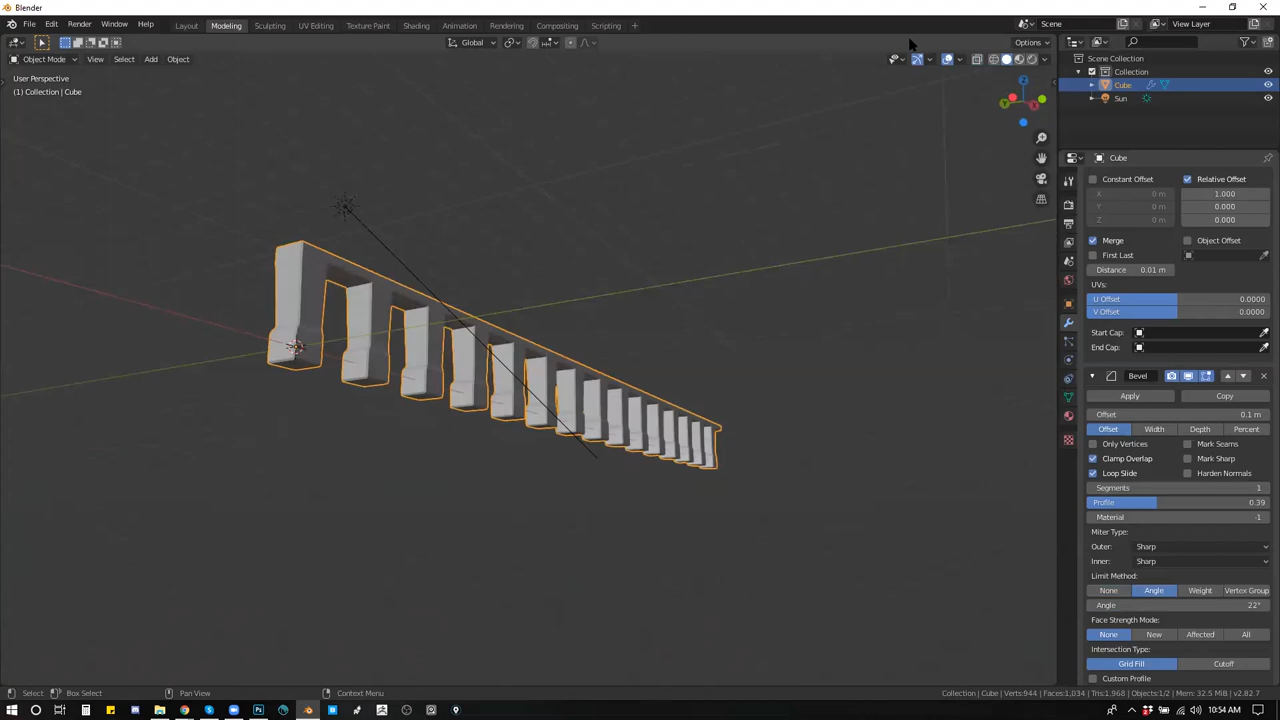 Blender
File Edit Render Window Help Layout Modeling Sculpting UV Editing Texture Paint Shading Animation Rendering Compositing Scripting + Scene View Layer
Global Options
Object Mode View Select Add Object
User Perspective
(1) Collection | Cube
Z
Y
Scene Collection
Collection
Cube
Sun
Cube
Constant Offset Relative Offset
X 0 m 1.000
Y 0 m 0.000
Z 0 m 0.000
Merge Object Offset
First Last
Distance 0.01 m
UVs:
U Offset 0.0000
V Offset 0.0000
Start Cap:
End Cap:
Bevel
Apply Copy
Offset 0.1 m
Offset Width Depth Percent
Only Vertices Mark Seams
Clamp Overlap Mark Sharp
Loop Slide Harden Normals
Segments 1
Profile 0.39
Material -1
Miter Type:
Outer: Sharp
Inner: Sharp
Limit Method:
None Angle Weight Vertex Group
Angle 22°
Face Strength Mode:
None New Affected All
Intersection Type:
Grid Fill Cutoff
Custom Profile
Select Box Select Pan View Context Menu Collection | Cube | Verts:944 | Faces:1,034 | Tris:1,968 | Objects:1/2 | Mem: 32.5 MiB | v2.82.7
10:54 AM